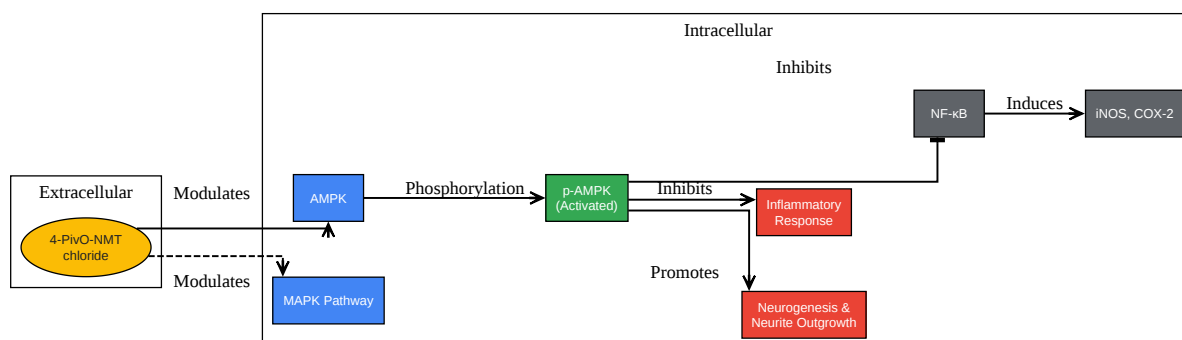 Intracellular
Inhibits
NF-κB
Induces
iNOS, COX-2
Extracellular
Modulates
AMPK
Phosphorylation
p-AMPK
(Activated)
Inhibits
Inflammatory
Response
4-PivO-NMT
chloride
Modulates
MAPK Pathway
Promotes
Neurogenesis &
Neurite Outgrowth